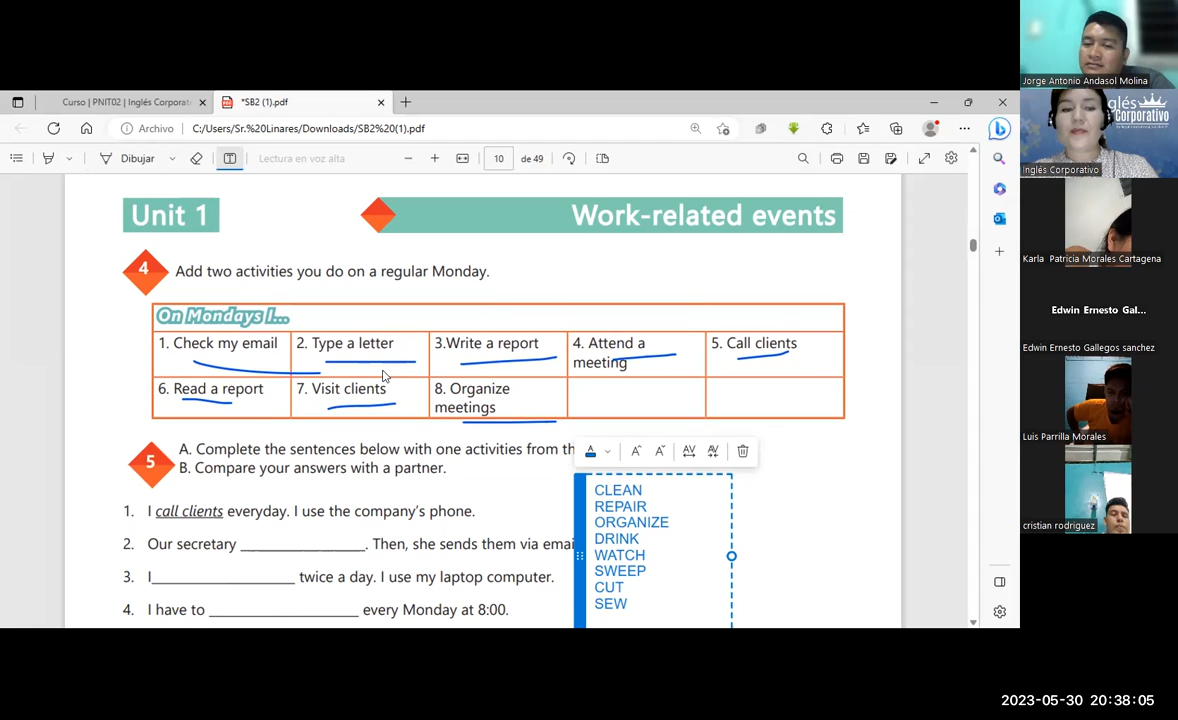 Jorge Antonio Andasol Molina
Curso | PNIT02 | Inglés Corporat
*SB2 (1).pdf
Archivo
C:/Users/Sr.%20Linares/Downloads/SB2%20(1).pdf
Dibujar
Lectura en voz alta
10
de 49
glés
Corporativo
Inglés Corporativo
Unit 1
Work-related events
4
Add two activities you do on a regular Monday.
On Mondays I...
1. Check my email
2. Type a letter
3.Write a report
4. Attend a
meeting
5. Call clients
6. Read a report
7. Visit clients
8. Organize
meetings
Karla Patricia Morales Cartagena
Edwin Ernesto Gal...
Edwin Ernesto Gallegos sanchez
Luis Parrilla Morales
cristian rodriguez
5
A. Complete the sentences below with one activities from th
B. Compare your answers with a partner.
1. I call clients everyday. I use the company's phone.
2. Our secretary ________________. Then, she sends them via emai
3. I___________________ twice a day. I use my laptop computer.
4. I have to ____________________ every Monday at 8:00.
CLEAN
REPAIR
ORGANIZE
DRINK
WATCH
SWEEP
CUT
SEW
2023-05-30 20:38:05